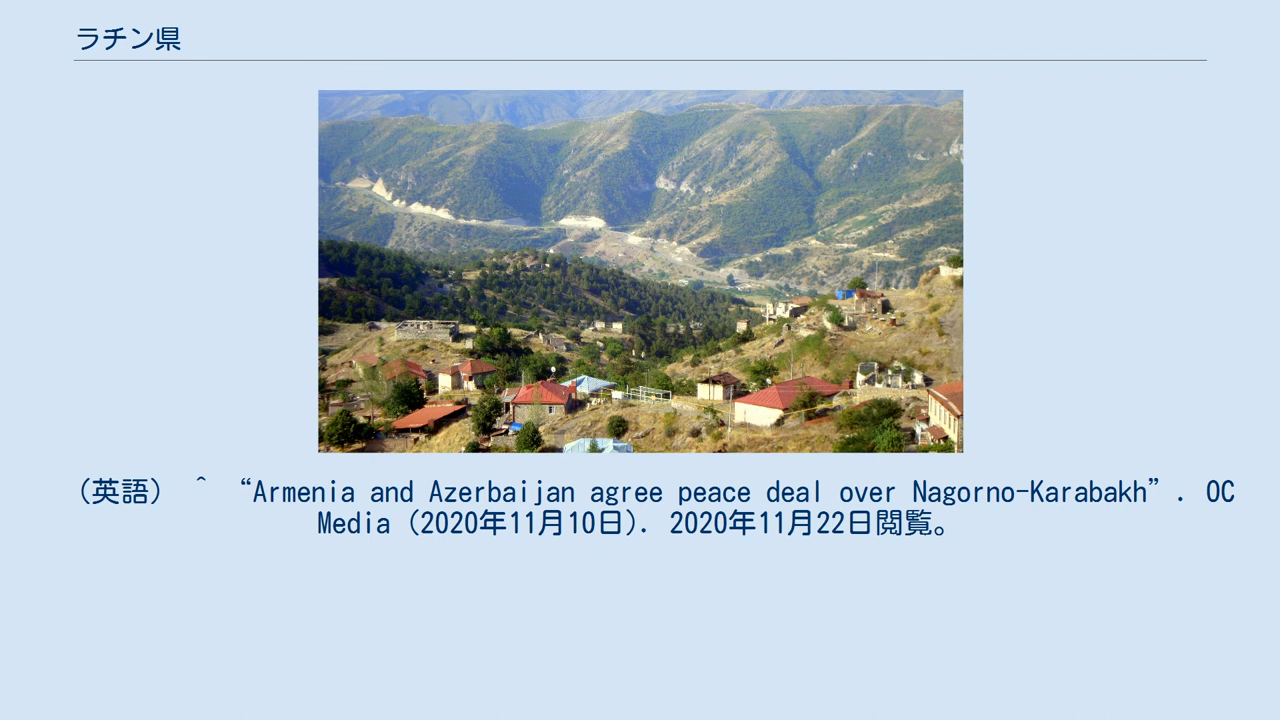 ラチン県
（英語） ^ “Armenia and Azerbaijan agree peace deal over Nagorno-Karabakh”. OC
Media (2020年11月10日). 2020年11月22日閲覧。